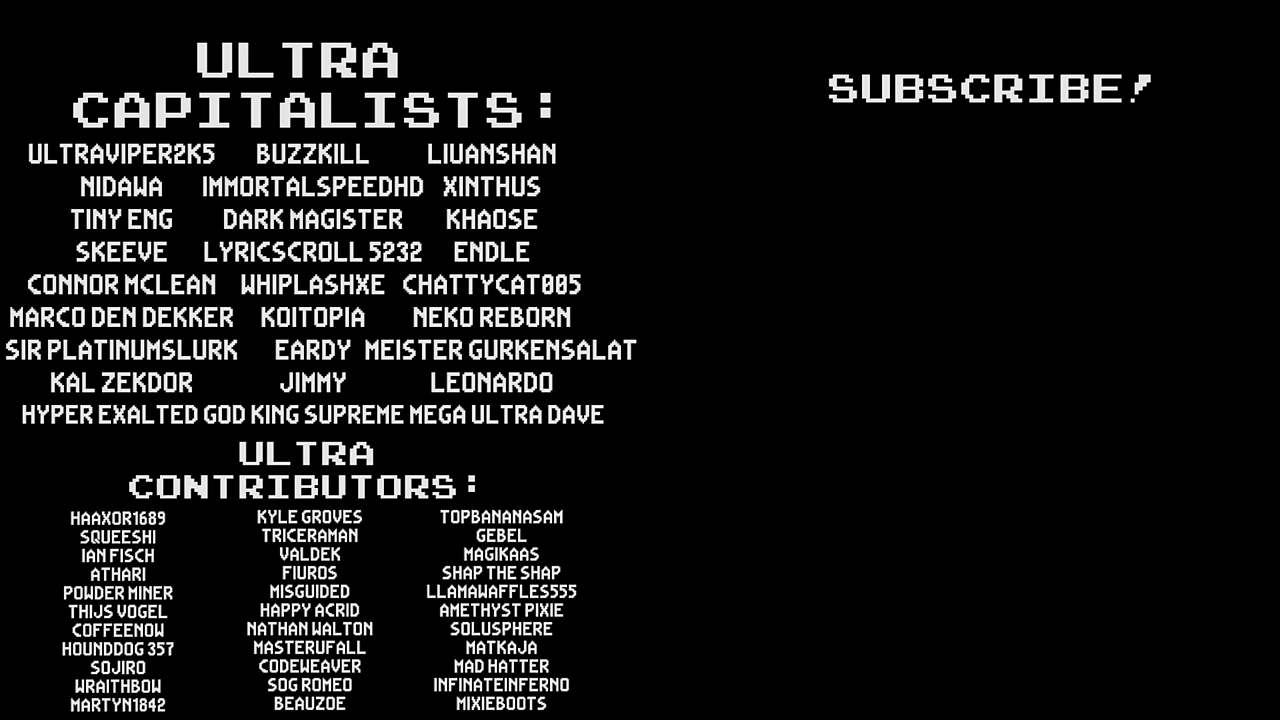 ULTRA
CAPITALISTS:
ULTRAVIPER2K5 BUZZKILL LIUANSHAN
NIDAWA IMMORTALSPEEDHD XINTHUS
TINY ENG DARK MAGISTER KHAOSE
SKEEVE LYRICSCROLL 5232 ENDLE
CONNOR MCLEAN WHIPLASHXE CHATTYCAT005
MARCO DEN DEKKER KOITOPIA NEKO REBORN
SIR PLATINUMSLURK EARDY MEISTER GURKENSALAT
KAL ZEKDOR JIMMY LEONARDO
HYPER EXALTED GOD KING SUPREME MEGA ULTRA DAVE
ULTRA
CONTRIBUTORS:
HAAXOR1689 KYLE GROVES TOPBANANASAM
SQUEESHI TRICERAMAN GEBEL
IAN FISCH VALDEK MAGIKAAS
ATHARI FIUROS SHAP THE SHAP
POWDER MINER MISGUIDED LLAMAWAFFLES555
THIJS VOGEL HAPPY ACRID AMETHYST PIXIE
COFFEENOW NATHAN WALTON SOLUSPHERE
HOUNDDOG 357 MASTERUFALL MATKAJA
SOJIRO CODEWEAVER MAD HATTER
WRAITHBOW SOG ROMEO INFINATEINFERNO
MARTYN1842 BEAUZOE MIXIEBOOTS
SUBSCRIBE!